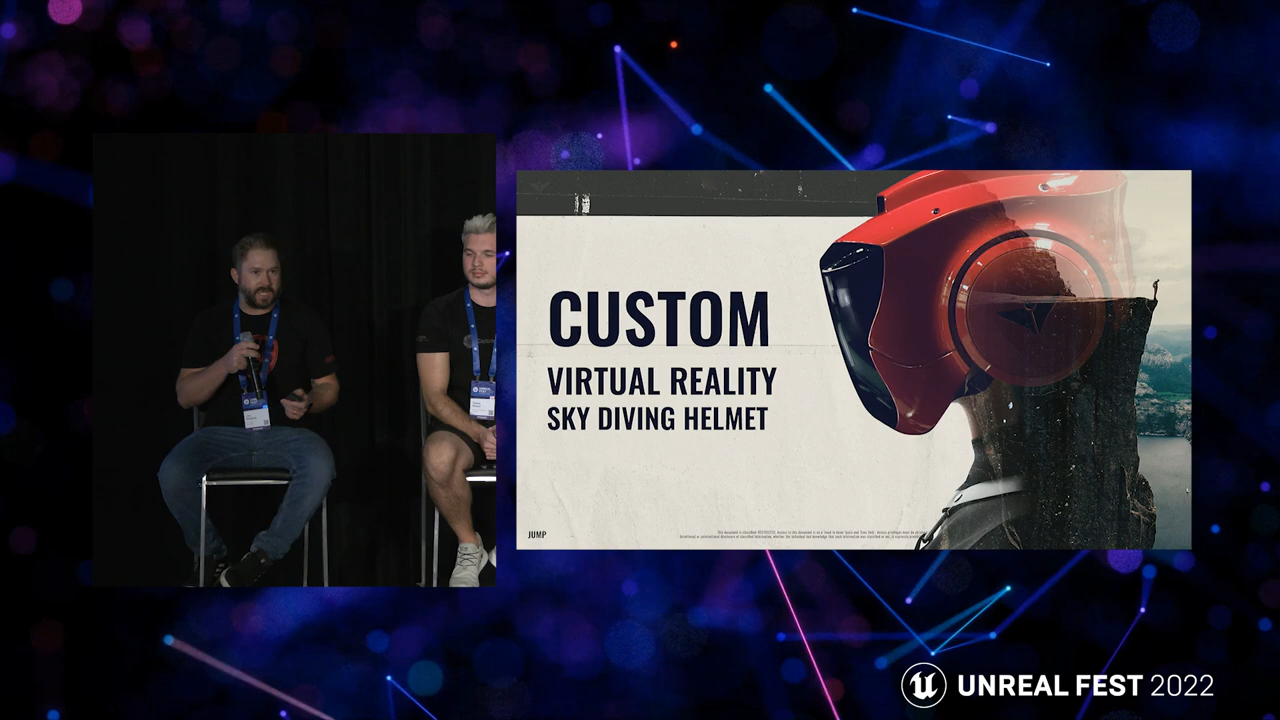 CUSTOM
VIRTUAL REALITY
SKY DIVING HELMET
JUMP
UNREAL FEST 2022